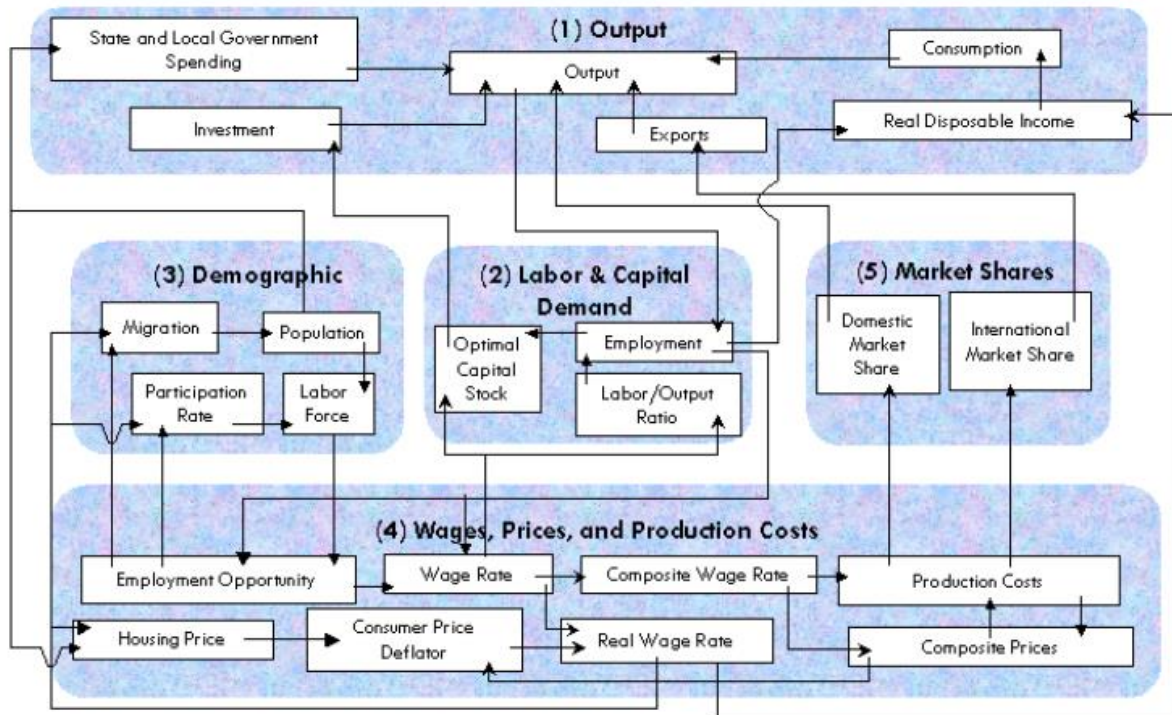 (1) Output
State and Local Government
Spending
Output
Consumption
Investment
Exports
Real Disposable Income
(3) Demographic
Migration
Population
Participation
Rate
Labor
Force
(2) Labor & Capital
Demand
Optimal
Capital
Stock
Employment
Labor/Output
Ratio
(5) Market Shares
Domestic
Market
Share
International
Market Share
(4) Wages, Prices, and Production Costs
Employment Opportunity
Wage Rate
Composite Wage Rate
Production Costs
Housing Price
Consumer Price
Deflator
Real Wage Rate
Composite Prices